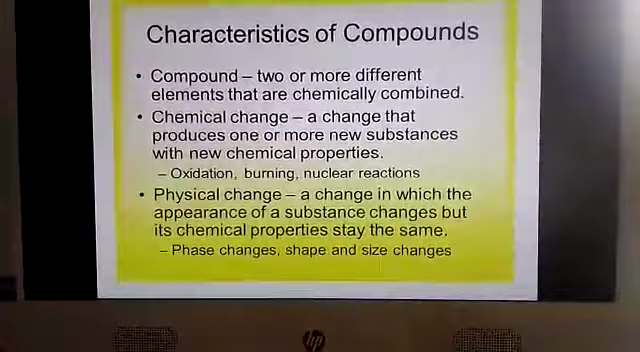 Characteristics of Compounds
• Compound – two or more different
elements that are chemically combined.
• Chemical change – a change that
produces one or more new substances
with new chemical properties.
– Oxidation, burning, nuclear reactions
• Physical change – a change in which the
appearance of a substance changes but
its chemical properties stay the same.
– Phase changes, shape and size changes
hp